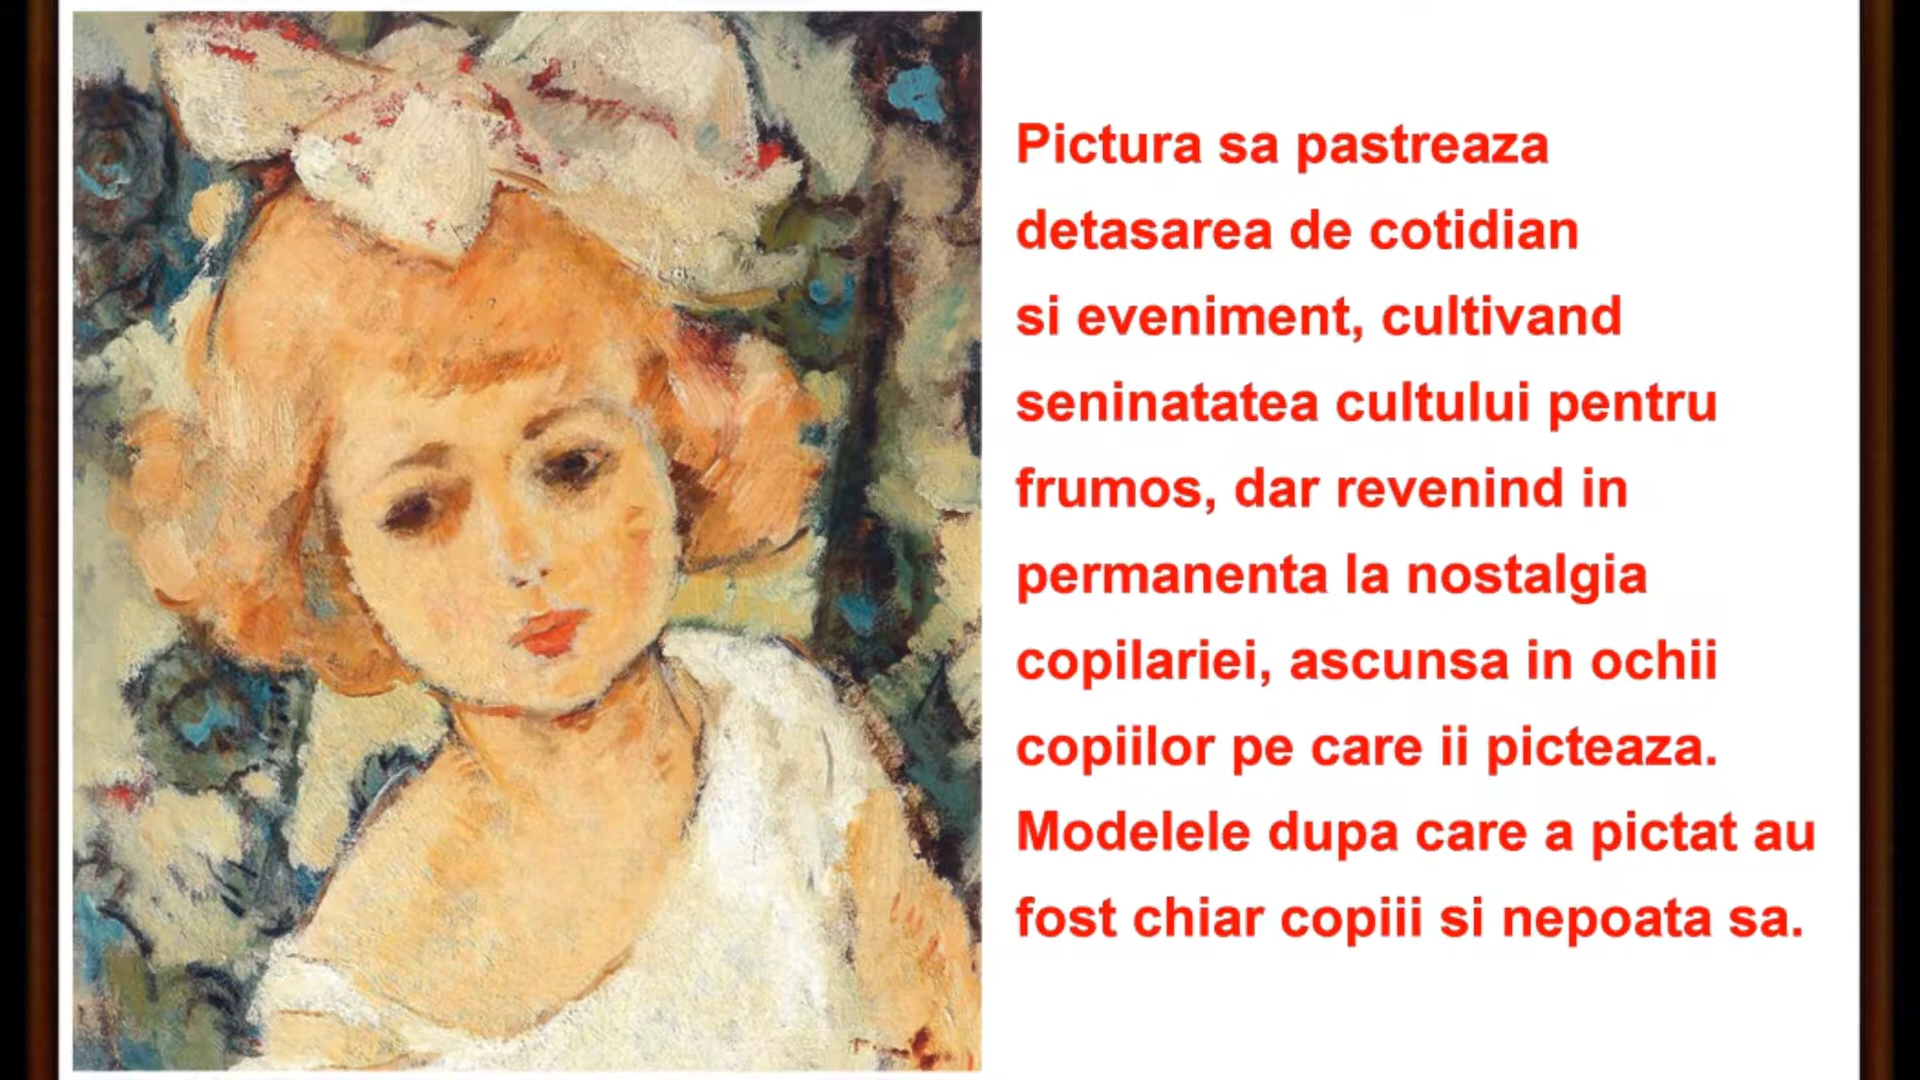 Pictura sa pastreaza
detasarea de cotidian
si eveniment, cultivand
seninatatea cultului pentru
frumos, dar revenind in
permanenta la nostalgia
copilariei, ascunsa in ochii
copiilor pe care ii picteaza.
Modelele dupa care a pictat au
fost chiar copiii si nepoata sa.